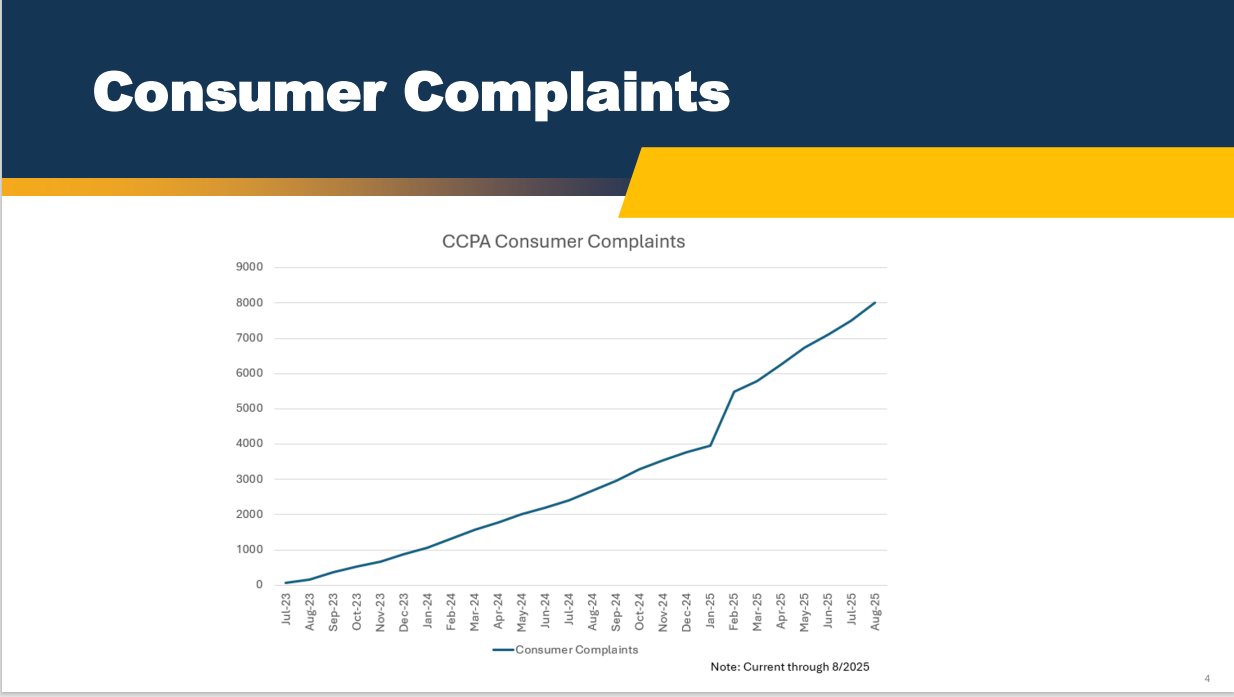 Consumer Complaints
CCPA Consumer Complaints
9000
8000
7000
6000
5000
4000
3000
2000
1000
0
Jul-23
Aug-23
Sep-23
Oct-23
Nov-23
Dec-23
Jan-24
Feb-24
Mar-24
Apr-24
May-24
Jun-24
Jul-24
Aug-24
Sep-24
Oct-24
Nov-24
Dec-24
Jan-25
Feb-25
Mar-25
Apr-25
May-25
Jun-25
Jul-25
Aug-25
Consumer Complaints
Note: Current through 8/2025
4